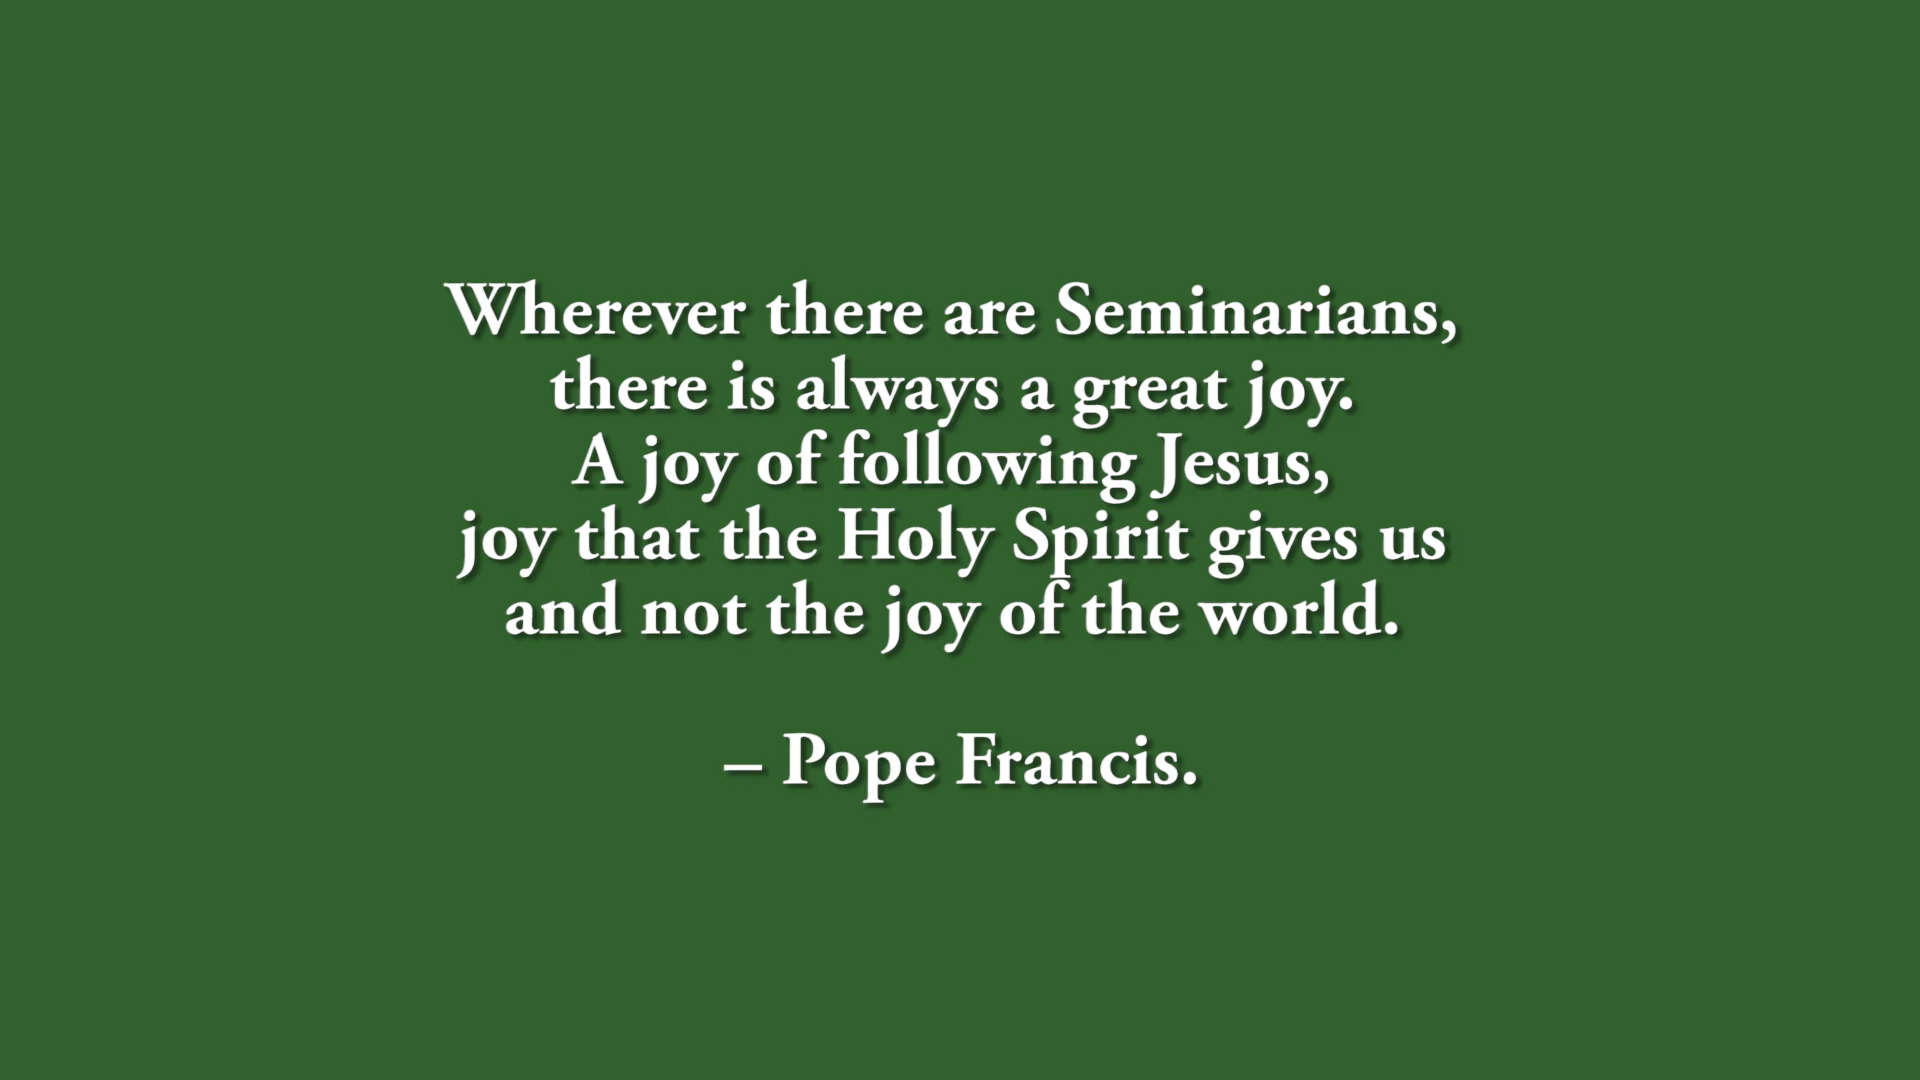 Wherever there are Seminarians,
there is always a great joy.
A joy of following Jesus,
joy that the Holy Spirit gives us
and not the joy of the world.
– Pope Francis.